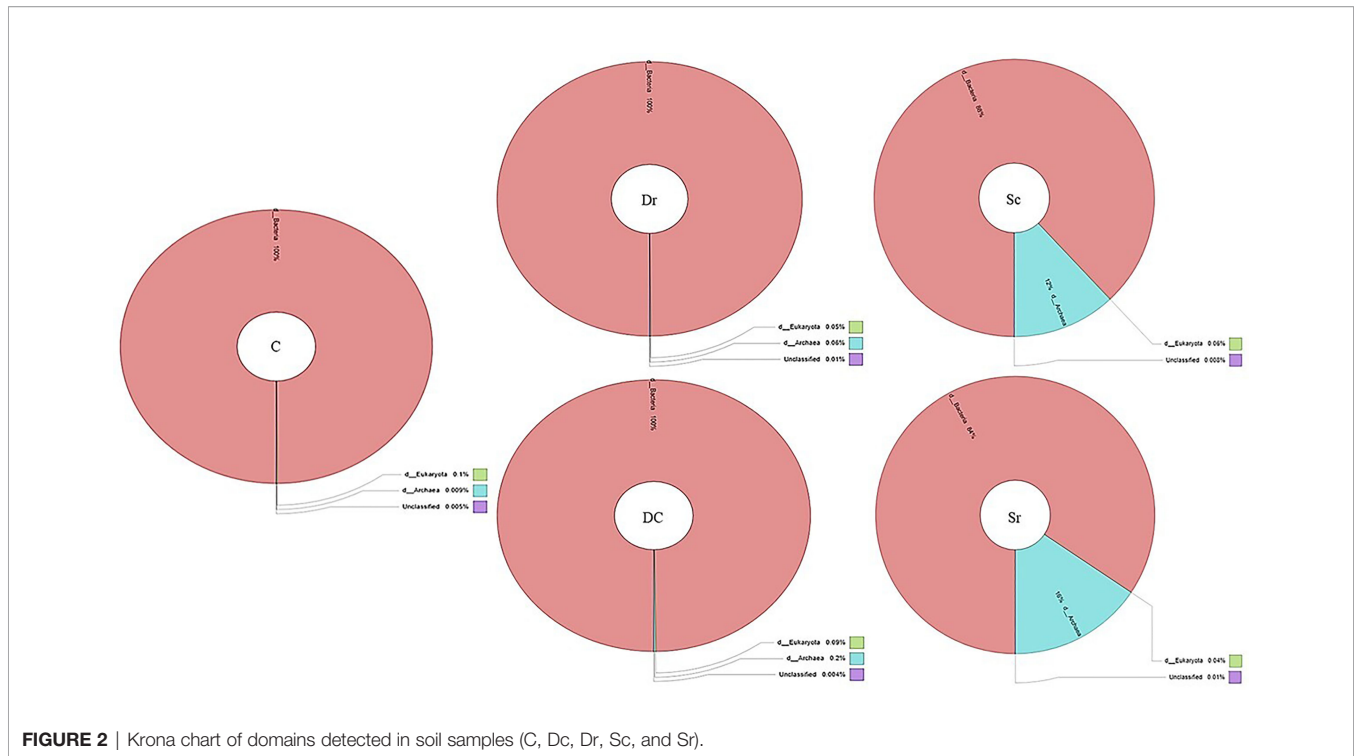 d__Bacteria 100%
C
d__Eukaryota 0.1%
d__Archaea 0.009%
Unclassified 0.005%
d__Bacteria 100%
Dr
d__Eukaryota 0.05%
d__Archaea 0.06%
Unclassified 0.01%
d__Bacteria 100%
DC
d__Eukaryota 0.09%
d__Archaea 0.2%
Unclassified 0.004%
d__Bacteria 88%
Sc
12% d__Archaea
d__Eukaryota 0.06%
Unclassified 0.008%
d__Bacteria 84%
Sr
16% d__Archaea
d__Eukaryota 0.04%
Unclassified 0.01%
FIGURE 2 | Krona chart of domains detected in soil samples (C, Dc, Dr, Sc, and Sr).